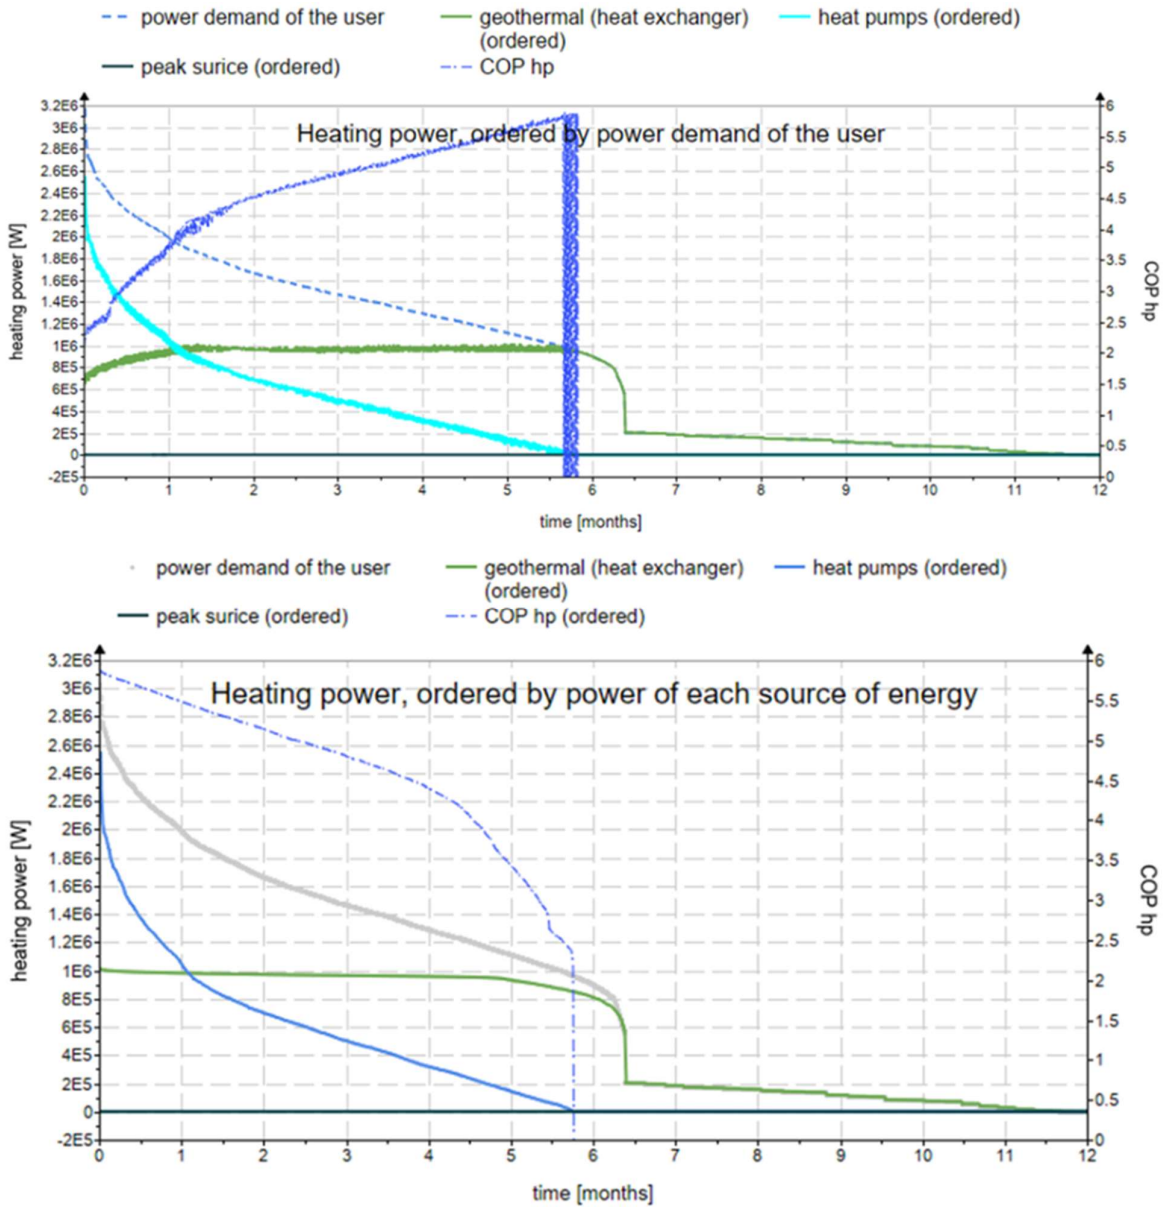 power demand of the user geothermal (heat exchanger) heat pumps (ordered)
(ordered)
peak surice (ordered) COP hp
Heating power, ordered by power demand of the user
3.2E6 6
3E6 5.5
2.8E6 5
2.6E6 4.5
2.4E6 4
2.2E6 3.5
2E6 3
1.8E6 2.5
1.6E6 2
1.4E6 1.5
1.2E6 1
1E6 0.5
8E5 0
6E5
4E5
2E5
0
-2E5
heating power [W]
COP hp
0 1 2 3 4 5 6 7 8 9 10 11 12
time [months]
power demand of the user geothermal (heat exchanger) heat pumps (ordered)
(ordered)
peak surice (ordered) COP hp (ordered)
Heating power, ordered by power of each source of energy
3.2E6 6
3E6 5.5
2.8E6 5
2.6E6 4.5
2.4E6 4
2.2E6 3.5
2E6 3
1.8E6 2.5
1.6E6 2
1.4E6 1.5
1.2E6 1
1E6 0.5
8E5 0
6E5
4E5
2E5
0
-2E5
heating power [W]
COP hp
0 1 2 3 4 5 6 7 8 9 10 11 12
time [months]